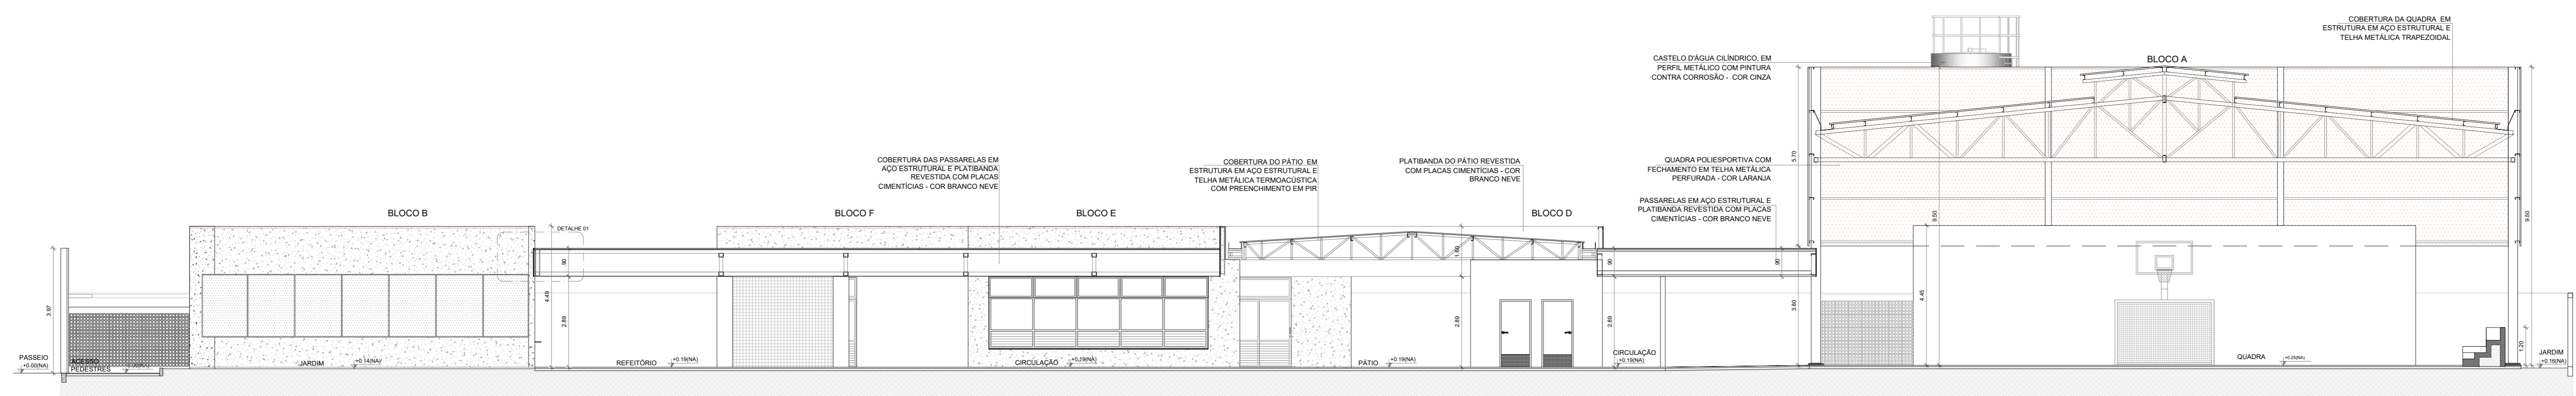 COBERTURA DA QUADRA EM
ESTRUTURA EM AÇO ESTRUTURAL E
TELHA METÁLICA TRAPEZOIDAL
CASTELO D'ÁGUA CILÍNDRICO, EM
PERFIL METÁLICO COM PINTURA
CONTRA CORROSÃO - COR CINZA
BLOCO A
COBERTURA DAS PASSARELAS EM
AÇO ESTRUTURAL E PLATIBANDA
REVESTIDA COM PLACAS
CIMENTÍCIAS - COR BRANCO NEVE
COBERTURA DO PÁTIO EM
ESTRUTURA EM AÇO ESTRUTURAL E
TELHA METÁLICA TERMOACÚSTICA
COM PREENCHIMENTO EM PIR
PLATIBANDA DO PÁTIO REVESTIDA
COM PLACAS CIMENTÍCIAS - COR
BRANCO NEVE
QUADRA POLIESPORTIVA COM
FECHAMENTO EM TELHA METÁLICA
PERFURADA - COR LARANJA
PASSARELAS EM AÇO ESTRUTURAL E
PLATIBANDA REVESTIDA COM PLACAS
CIMENTÍCIAS - COR BRANCO NEVE
BLOCO B
BLOCO F
BLOCO E
BLOCO D
DETALHE 01
3.97
4.49
90
2.89
1.60
2.89
90
2.89
90
5.70
3.80
4.45
9.50
9.50
1.20
PASSEIO
+0.00(NA)
ACESSO
PEDESTRES
JARDIM
+0.14(NA)
REFEITÓRIO
+0.19(NA)
CIRCULAÇÃO
+0.19(NA)
PÁTIO
+0.19(NA)
CIRCULAÇÃO
+0.19(NA)
QUADRA
+0.25(NA)
JARDIM
+0.16(NA)